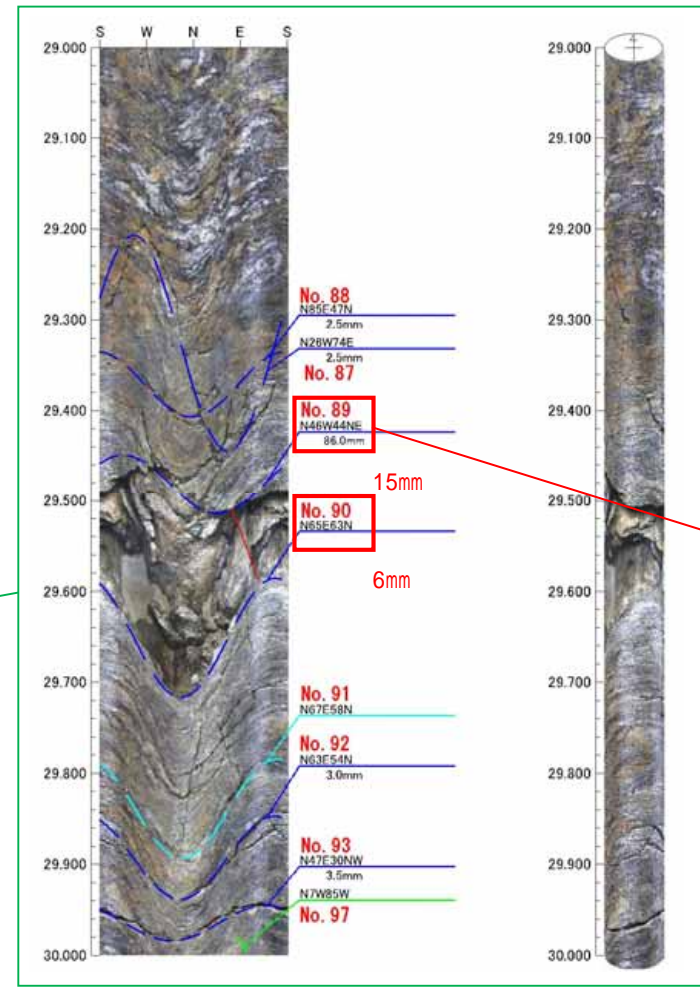 S W N E S
29.000
29.100
29.200
29.300
29.400
29.500
29.600
29.700
29.800
29.900
30.000
No. 88
N85E47N
2.5mm
N26W74E
2.5mm
No. 87
No. 89
N46W44NE
86.0mm
15mm
No. 90
N65E63N
6mm
No. 91
N67E58N
No. 92
N63E54N
3.0mm
No. 93
N47E30NW
3.5mm
N7W85W
No. 97
29.000
29.100
29.200
29.300
29.400
29.500
29.600
29.700
29.800
29.900
30.000